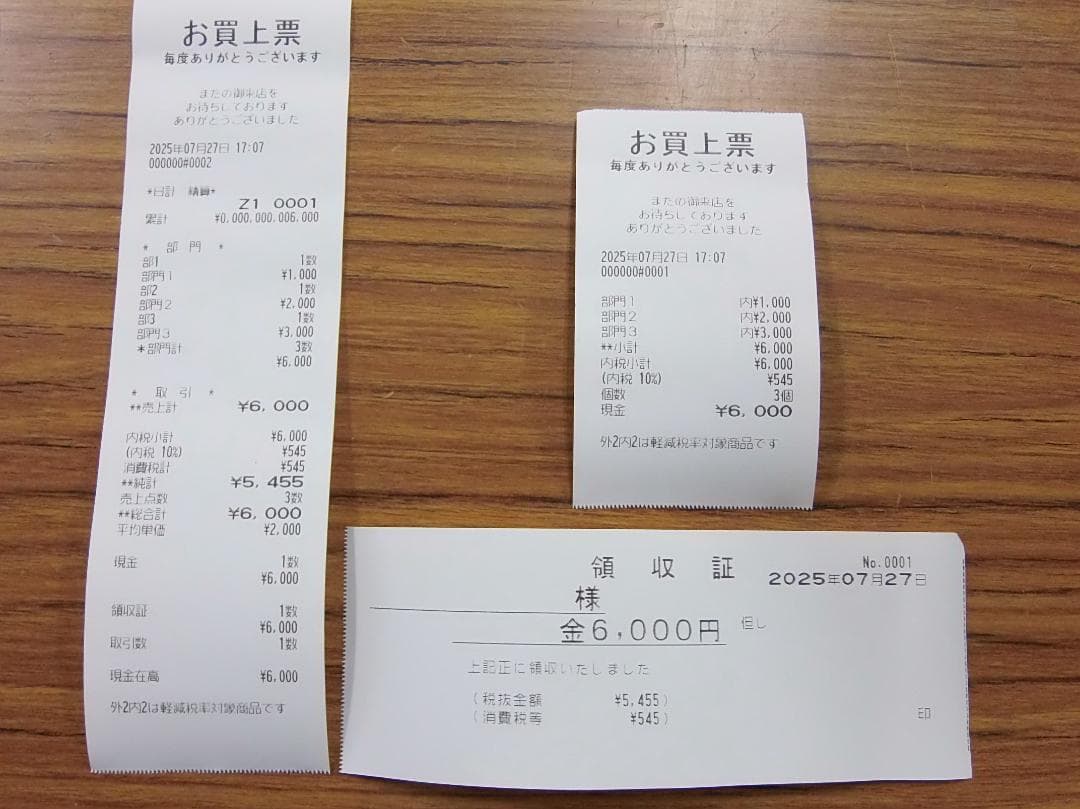 お買上票
毎度ありがとうございます
またの御来店を
お待ちしております
ありがとうございました
2025年07月27日 17:07
000000#0002
*日計 精算*
Z1 0001
累計 ¥0,000,000,006,000
* 部 門 *
部1 1数
部門1 ¥1,000
部2 1数
部門2 ¥2,000
部3 1数
部門3 ¥3,000
*部門計 3数
¥6,000
* 取 引 *
**売上計 ¥6,000
内税小計 ¥6,000
(内税 10%) ¥545
消費税計 ¥545
**純計 ¥5,455
売上点数 3数
**総合計 ¥6,000
平均単価 ¥2,000
現金 1数
¥6,000
領収証 1数
¥6,000
取引数 1数
現金在高 ¥6,000
外2内2は軽減税率対象商品です
お買上票
毎度ありがとうございます
またの御来店を
お待ちしております
ありがとうございました
2025年07月27日 17:07
000000#0001
部門1 内¥1,000
部門2 内¥2,000
部門3 内¥3,000
**小計 ¥6,000
内税小計 ¥6,000
(内税 10%) ¥545
個数 3個
現金 ¥6,000
外2内2は軽減税率対象商品です
領 収 証 No.0001
2025年07月27日
様
金6,000円 但し
上記正に領収いたしました
(税抜金額 ¥5,455)
(消費税等 ¥545)
印